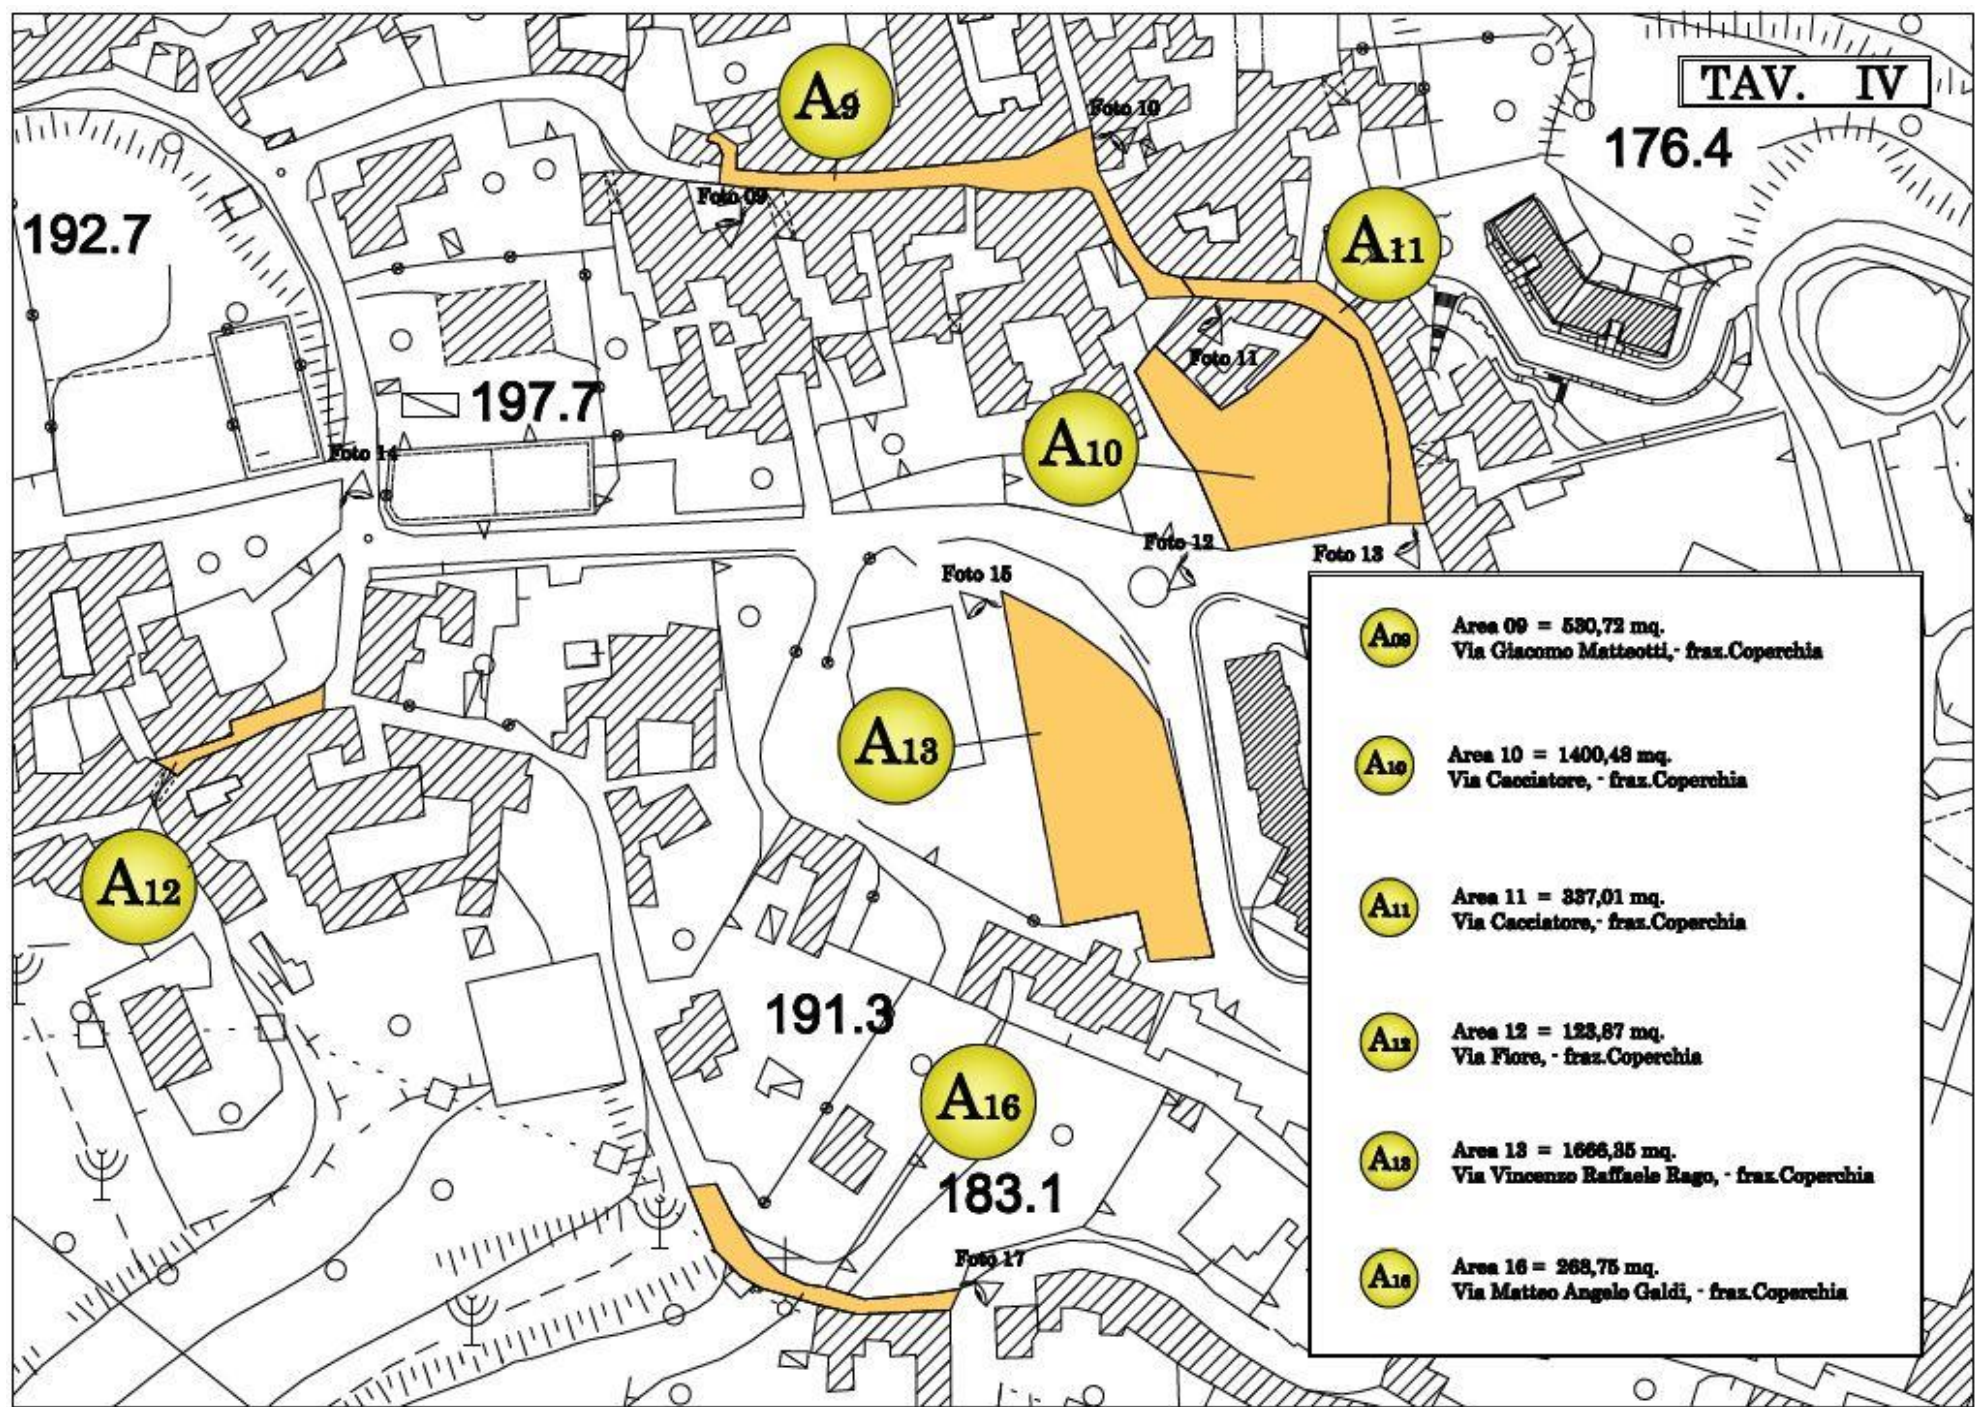 TAV. IV
A9
Foto 10
176.4
Foto 09
192.7
A11
Foto 11
197.7
A10
Foto 14
Foto 12
Foto 13
Foto 15
A13
A12
191.3
A16
183.1
Foto 17
A09
Area 09 = 530,72 mq.
Via Giacomo Matteotti,- fraz.Coperchia
A10
Area 10 = 1400,48 mq.
Via Cacciatore, - fraz.Coperchia
A11
Area 11 = 337,01 mq.
Via Cacciatore,- fraz.Coperchia
A12
Area 12 = 123,87 mq.
Via Fiore, - fraz.Coperchia
A13
Area 13 = 1666,35 mq.
Via Vincenzo Raffaele Rago, - fraz.Coperchia
A16
Area 16 = 268,75 mq.
Via Matteo Angelo Galdi, - fraz.Coperchia